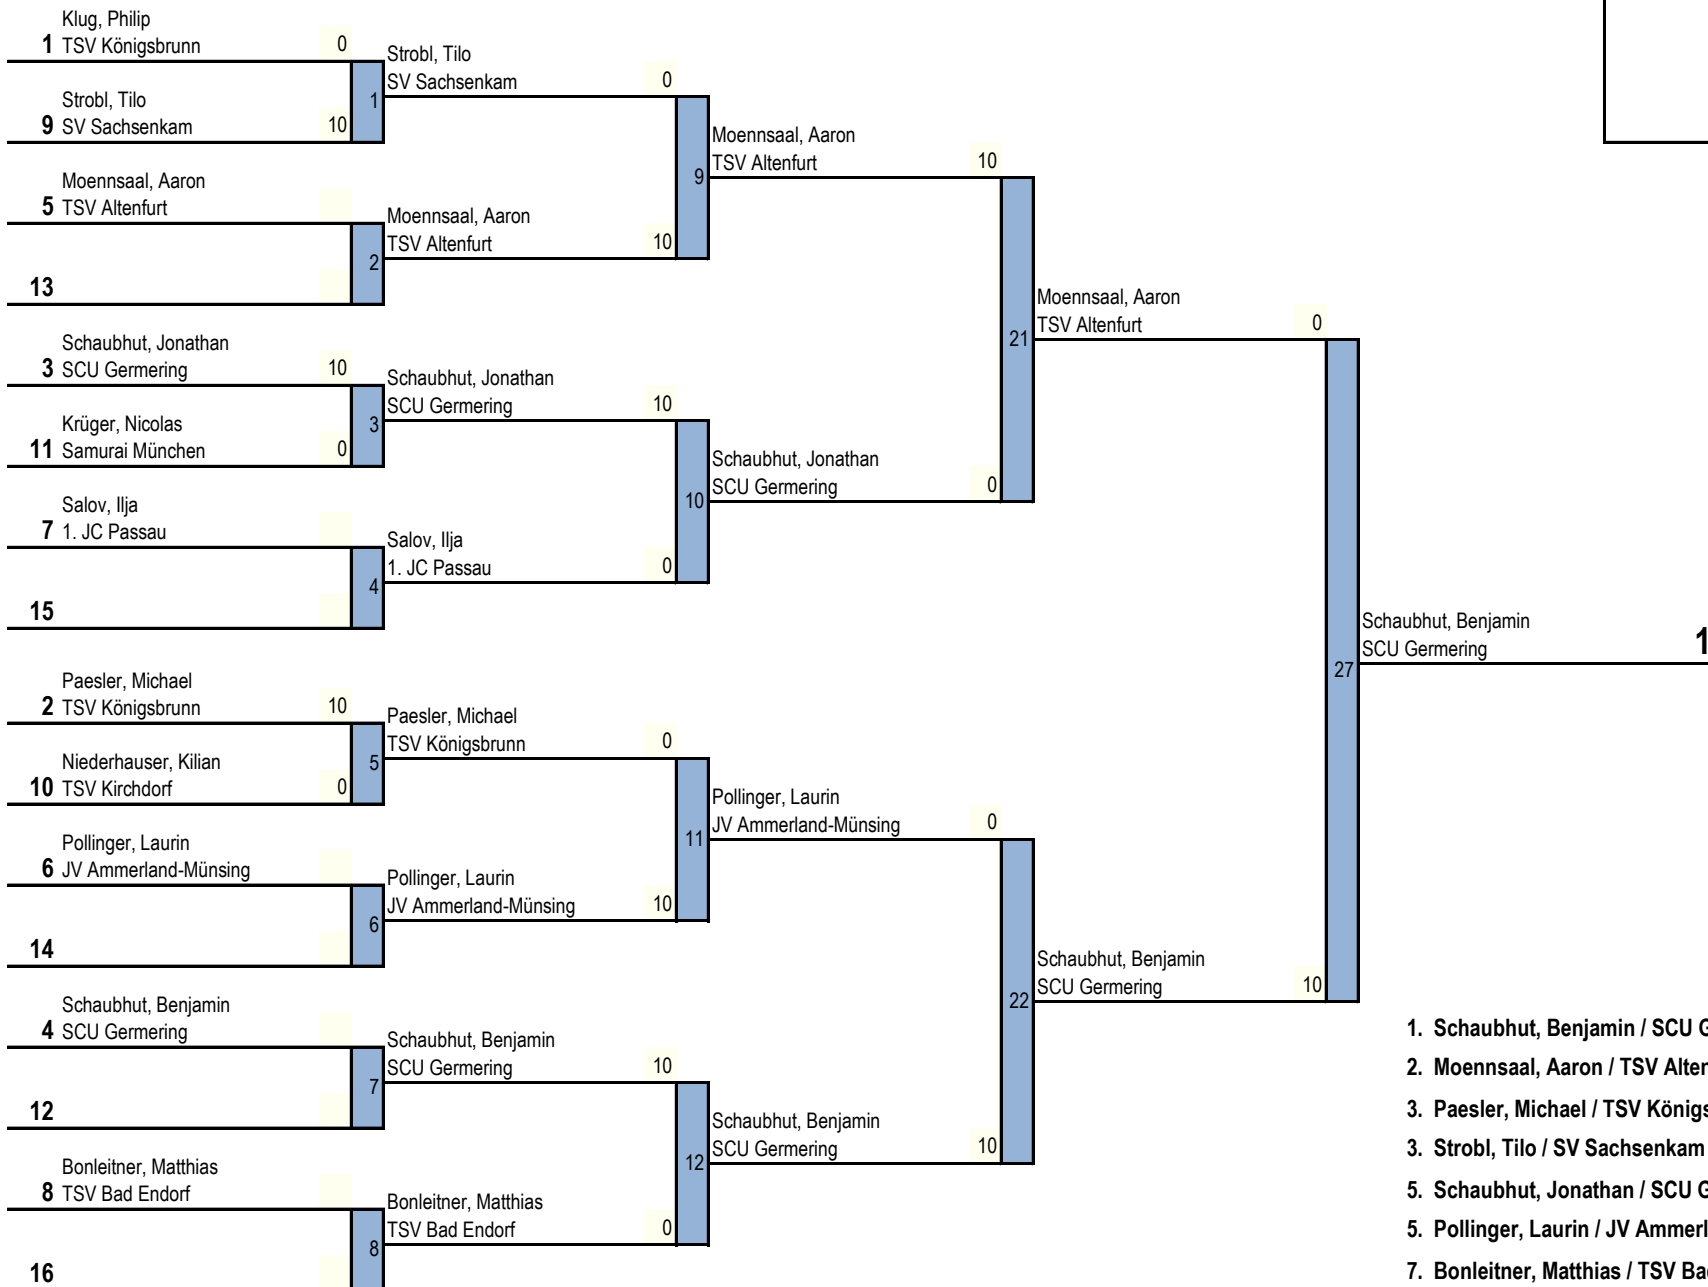 Klug, Philip
1 TSV Königsbrunn 0
Strobl, Tilo
SV Sachsenkam 0
1
Strobl, Tilo
9 SV Sachsenkam 10
Moennsaal, Aaron
TSV Altenfurt 10
9
Moennsaal, Aaron
5 TSV Altenfurt
Moennsaal, Aaron
TSV Altenfurt 10
2
13
Moennsaal, Aaron
TSV Altenfurt 0
21
Schaubhut, Jonathan
3 SCU Germering 10
Schaubhut, Jonathan
SCU Germering 10
3
Krüger, Nicolas
11 Samurai München 0
Schaubhut, Jonathan
SCU Germering 0
10
Salov, Ilja
7 1. JC Passau
Salov, Ilja
1. JC Passau 0
4
15
Schaubhut, Benjamin
SCU Germering 1
27
Paesler, Michael
2 TSV Königsbrunn 10
Paesler, Michael
TSV Königsbrunn 0
5
Niederhauser, Kilian
10 TSV Kirchdorf 0
Pollinger, Laurin
JV Ammerland-Münsing 0
11
Pollinger, Laurin
6 JV Ammerland-Münsing
Pollinger, Laurin
JV Ammerland-Münsing 10
6
14
Schaubhut, Benjamin
SCU Germering 10
22
Schaubhut, Benjamin
4 SCU Germering
Schaubhut, Benjamin
SCU Germering 10
7
12
Schaubhut, Benjamin
SCU Germering 10
12
Bonleitner, Matthias
8 TSV Bad Endorf
Bonleitner, Matthias
TSV Bad Endorf 0
8
16
1. Schaubhut, Benjamin / SCU
2. Moennsaal, Aaron / TSV
3. Paesler, Michael / TSV
3. Strobl, Tilo / SV Sachsenkam
5. Schaubhut, Jonathan / SCU
5. Pollinger, Laurin / JV
7. Bonleitner, Matthias / TSV